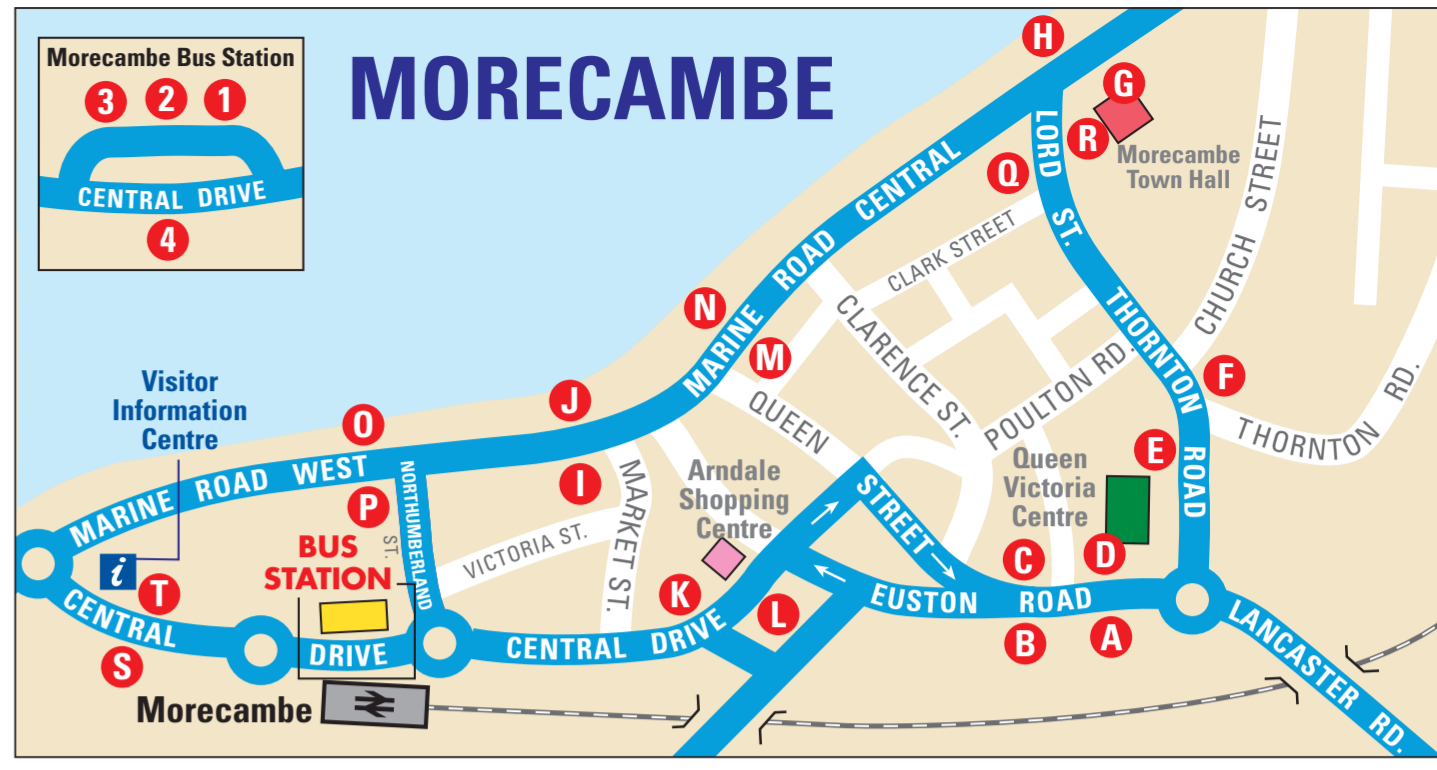 MORECAMBE
Morecambe Bus Station
3
2
1
CENTRAL DRIVE
4
H
G
R
Morecambe
Town Hall
Q
LORD ST.
CHURCH STREET
MARINE ROAD CENTRAL
CLARK STREET
N
M
CLARENCE ST.
THORNTON ROAD
POULTON RD.
F
THORNTON RD.
Visitor
Information
Centre
O
J
QUEEN STREET
MARINE ROAD WEST
P
NORTHUMBERLAND
ST.
I
MARKET ST.
VICTORIA ST.
Arndale
Shopping
Centre
Queen
Victoria
Centre
E
D
C
BUS
STATION
i
T
K
L
EUSTON ROAD
B
A
CENTRAL DRIVE
CENTRAL DRIVE
S
LANCASTER RD.
Morecambe